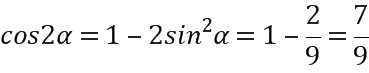 cos2α = 1 − 2sin²α = 1 − 2/9 = 7/9